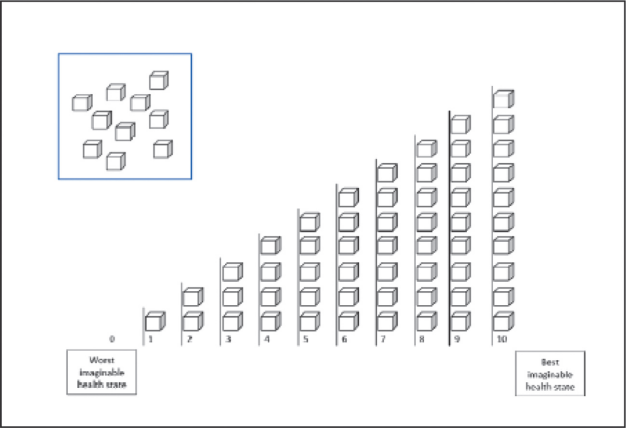 0 1 2 3 4 5 6 7 8 9 10
Worst
imaginable
health state
Best
imaginable
health state